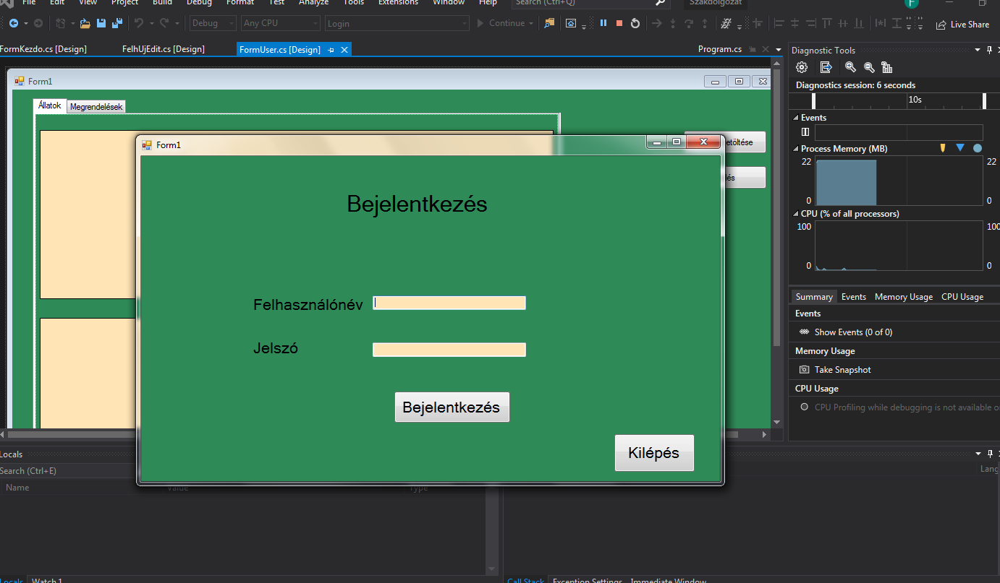 File Edit View Project Build Debug Format Test Analyze Tools Extensions Window Help Search (Ctrl+Q) Szakdolgozat F
Debug Any CPU Login Continue Live Share
FormKezdo.cs [Design] FelhUjEdit.cs [Design] FormUser.cs [Design] Program.cs
Form1
Állatok Megrendelések
etöltése
lés
Form1
Bejelentkezés
Felhasználónév
Jelszó
Bejelentkezés
Kilépés
Diagnostic Tools
Diagnostics session: 6 seconds
10s
Events
Process Memory (MB)
22 22
0 0
CPU (% of all processors)
100 100
0 0
Summary Events Memory Usage CPU Usage
Events
Show Events (0 of 0)
Memory Usage
Take Snapshot
CPU Usage
CPU Profiling while debugging is not available o
Locals
Search (Ctrl+E)
Name Value Type
Lang
Locals Watch 1
Call Stack Exception Settings Immediate Window